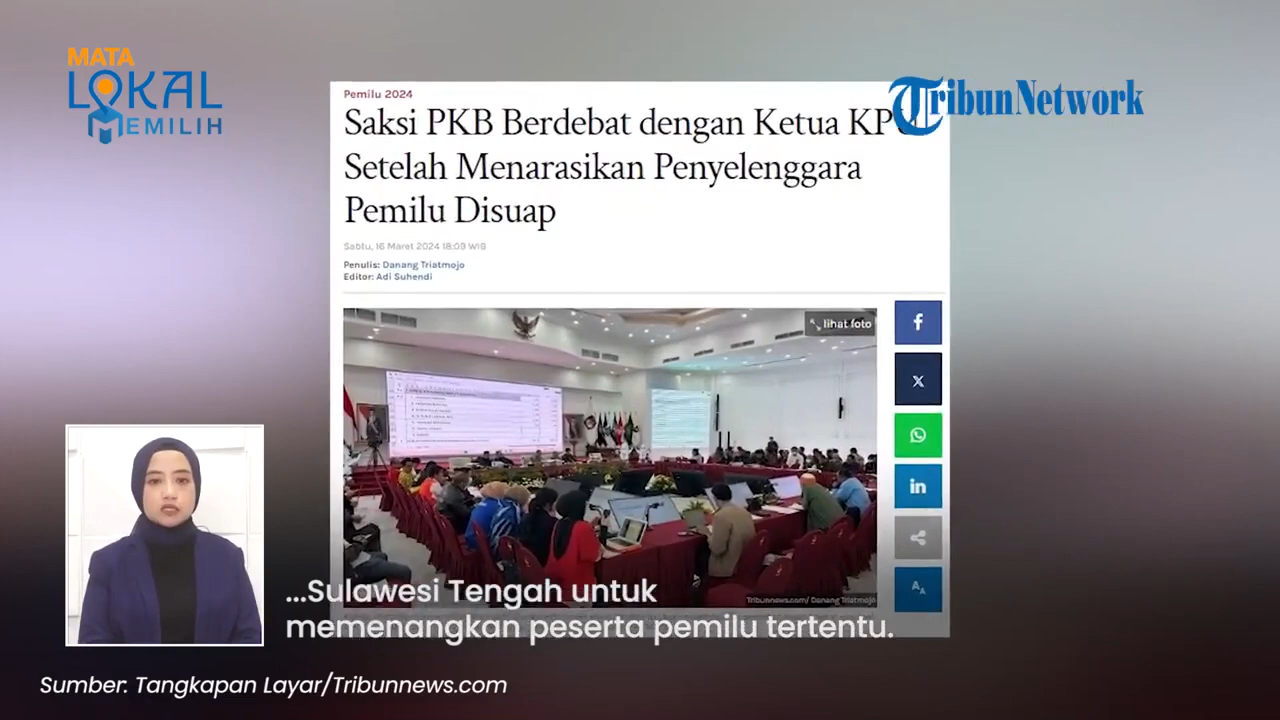 MATA
LOKAL
MEMILIH
TribunNetwork
Pemilu 2024
Saksi PKB Berdebat dengan Ketua KPU
Setelah Menarasikan Penyelenggara
Pemilu Disuap
Sabtu, 16 Maret 2024 18:09 WIB
Penulis: Danang Triatmojo
Editor: Adi Suhendi
lihat foto
Tribunnews.com/ Danang Triatmojo
...Sulawesi Tengah untuk
memenangkan peserta pemilu tertentu.
Sumber: Tangkapan Layar/Tribunnews.com